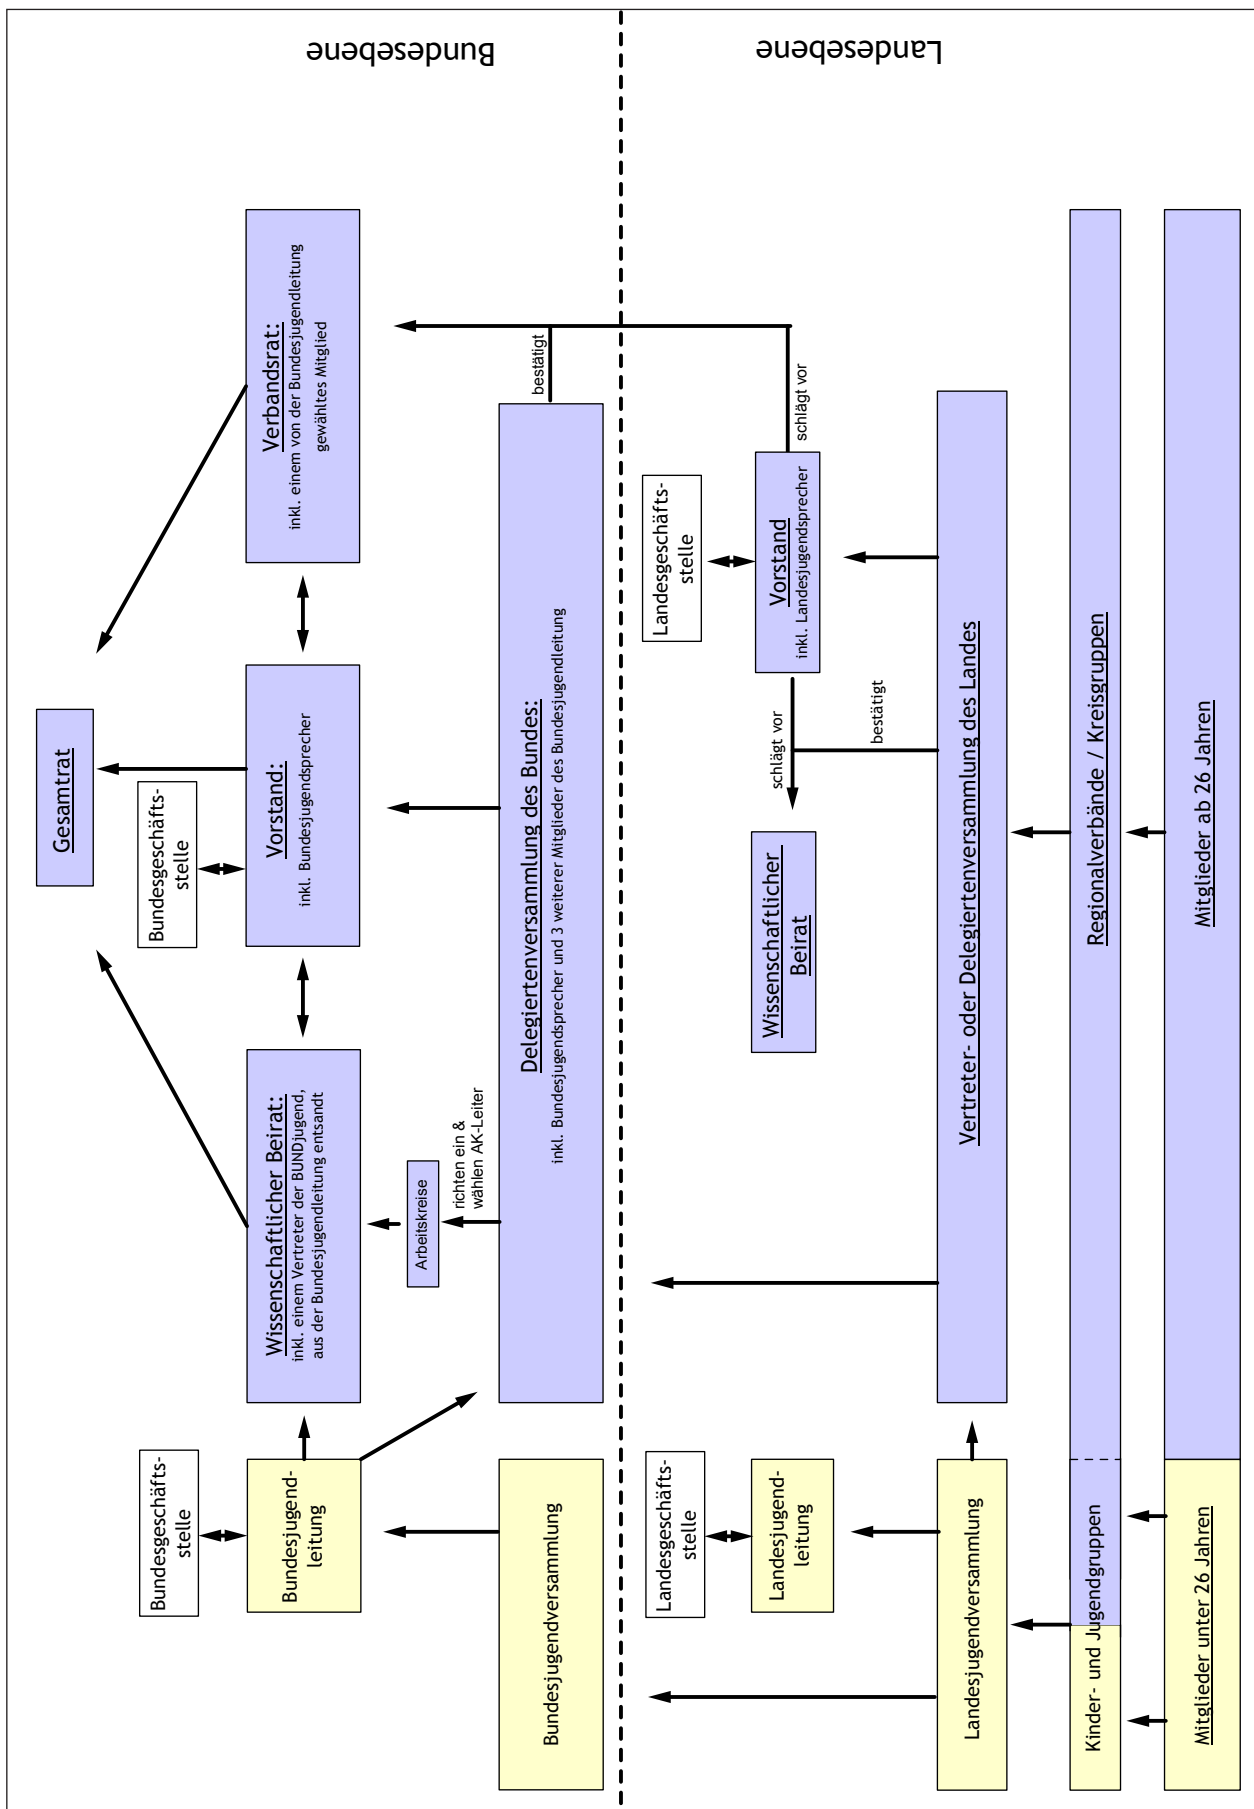 Bundesebene
Gesamtrat
Bundesgeschäfts-
stelle
Bundesjugend-
leitung
Wissenschaftlicher Beirat:
inkl. einem Vertreter der BUNDjugend,
aus der Bundesjugendleitung entsandt
Bundesgeschäfts-
stelle
Vorstand:
inkl. Bundesjugendsprecher
Verbandsrat:
inkl. einem von der Bundesjugendleitung
gewähltes Mitglied
Arbeitskreise
richten ein &
wählen AK-Leiter
bestätigt
Bundesjugendversammlung
Delegiertenversammlung des Bundes:
inkl. Bundesjugendsprecher und 3 weiterer Mitglieder des Bundesjugendleitung
Landesebene
Landesgeschäfts-
stelle
Landesjugend-
leitung
Wissenschaftlicher
Beirat
schlägt vor
bestätigt
Landesgeschäfts-
stelle
Vorstand
inkl. Landesjugendsprecher
schlägt vor
Landesjugendversammlung
Vertreter- oder Delegiertenversammlung des Landes
Kinder- und Jugendgruppen
Regionalverbände / Kreisgruppen
Mitglieder unter 26 Jahren
Mitglieder ab 26 Jahren